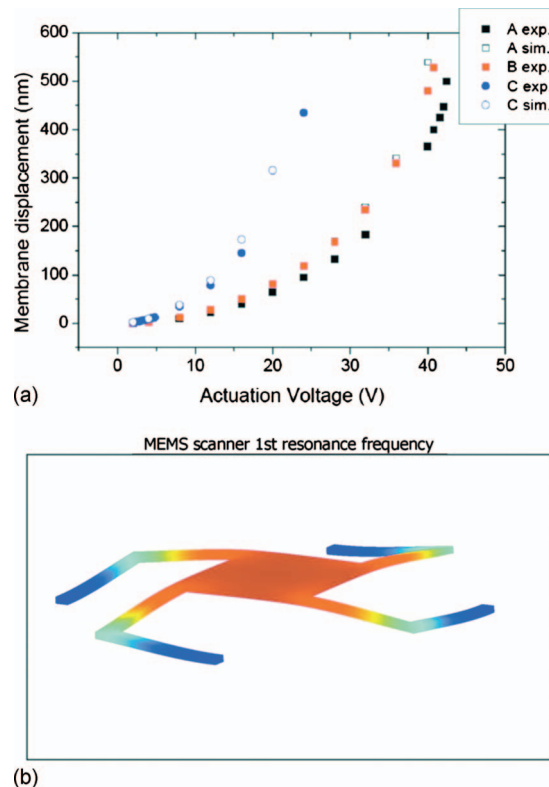 (a)
600
500
400
300
200
100
0
Membrane displacement (nm)
0 10 20 30 40 50
Actuation Voltage (V)
A exp.
A sim.
B exp.
C exp.
C sim.
MEMS scanner 1st resonance frequency
(b)